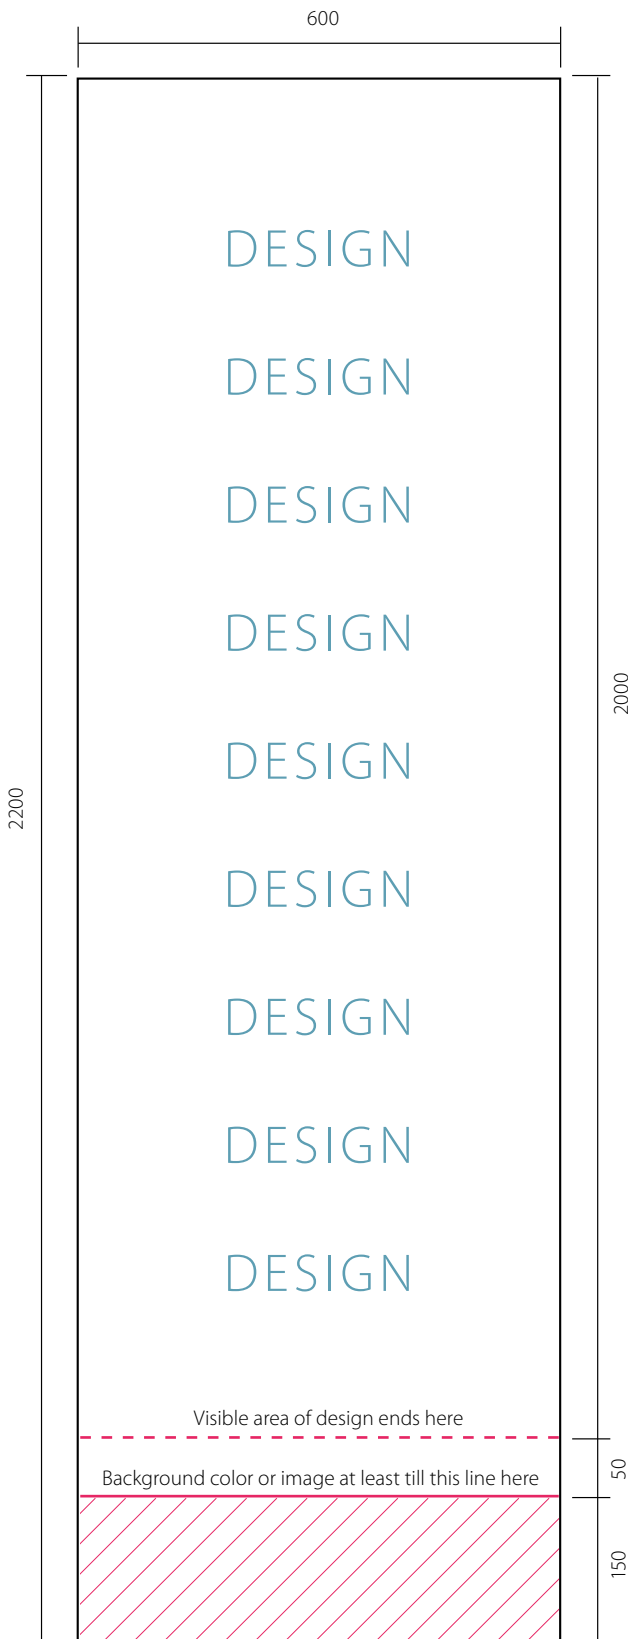 600
DESIGN
DESIGN
DESIGN
DESIGN
DESIGN
2000
2200
DESIGN
DESIGN
DESIGN
DESIGN
Visible area of design ends here
50
Background color or image at least till this line here
150